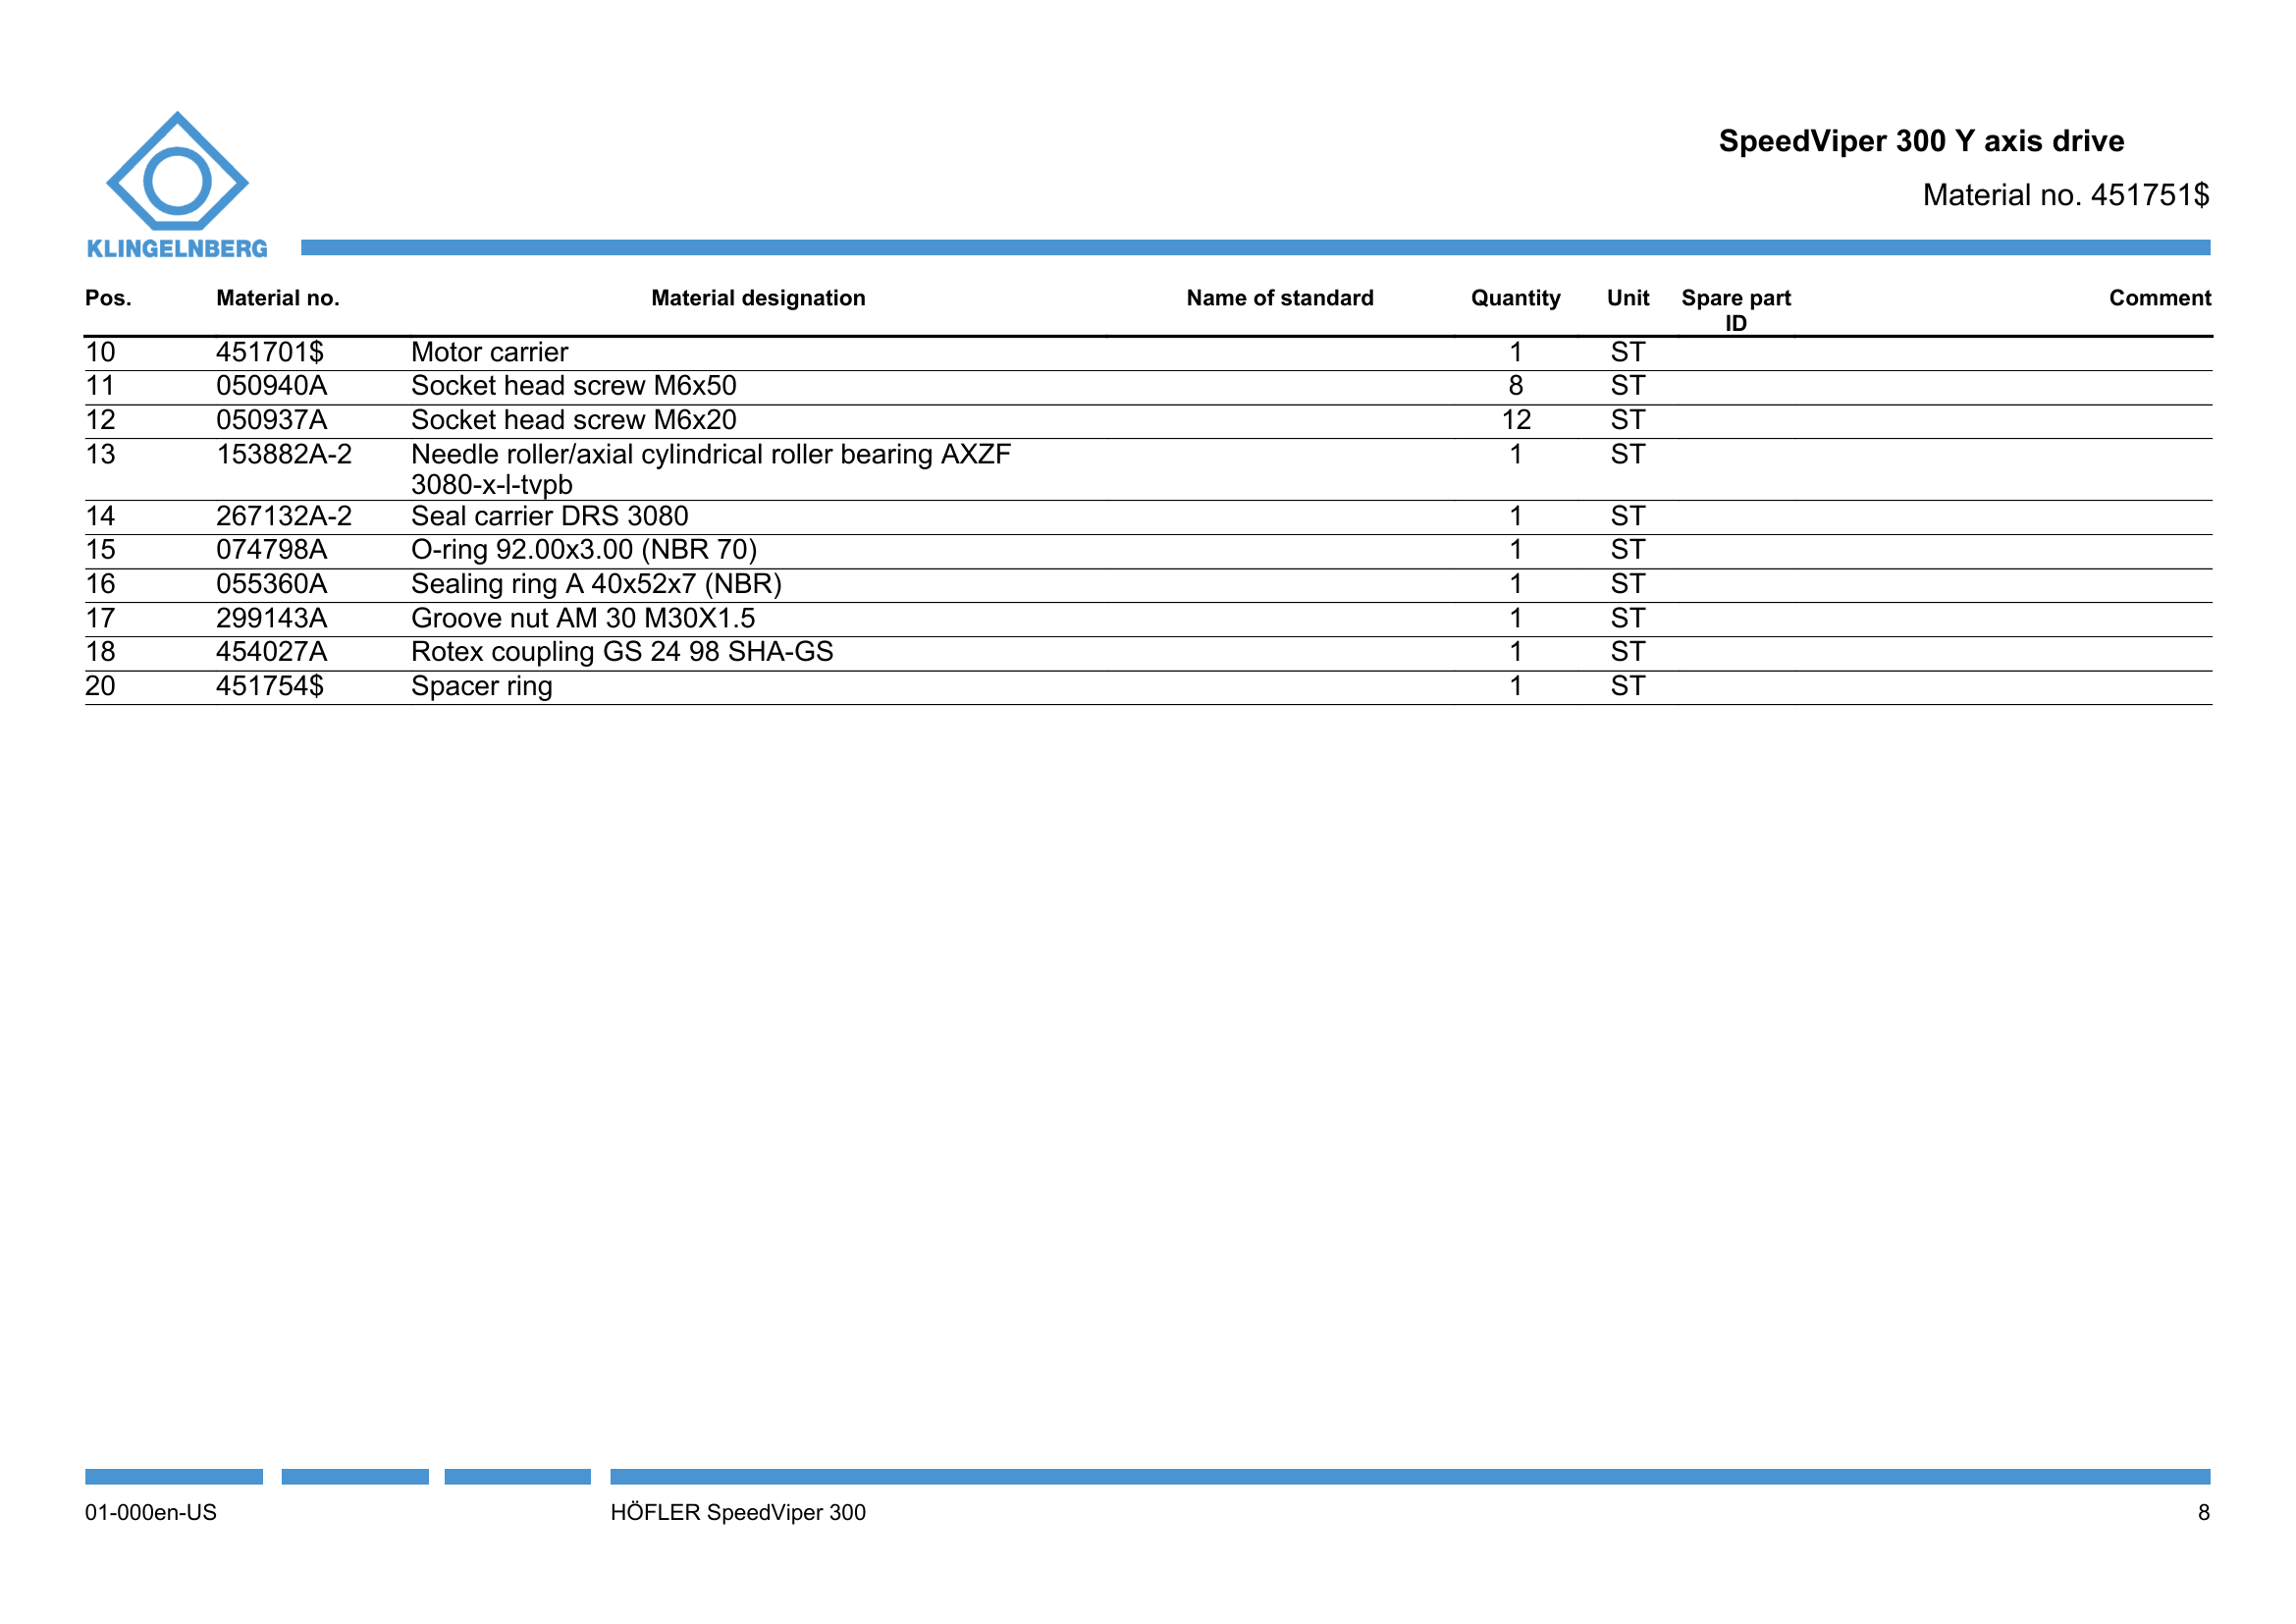 KLINGELNBERG
SpeedViper 300 Y axis drive
Material no. 451751$
Pos. Material no. Material designation Name of standard Quantity Unit Spare part ID Comment
10 451701$ Motor carrier 1 ST
11 050940A Socket head screw M6x50 8 ST
12 050937A Socket head screw M6x20 12 ST
13 153882A-2 Needle roller/axial cylindrical roller bearing AXZF 1 ST
3080-x-l-tvpb
14 267132A-2 Seal carrier DRS 3080 1 ST
15 074798A O-ring 92.00x3.00 (NBR 70) 1 ST
16 055360A Sealing ring A 40x52x7 (NBR) 1 ST
17 299143A Groove nut AM 30 M30X1.5 1 ST
18 454027A Rotex coupling GS 24 98 SHA-GS 1 ST
20 451754$ Spacer ring 1 ST
01-000en-US HÖFLER SpeedViper 300 8